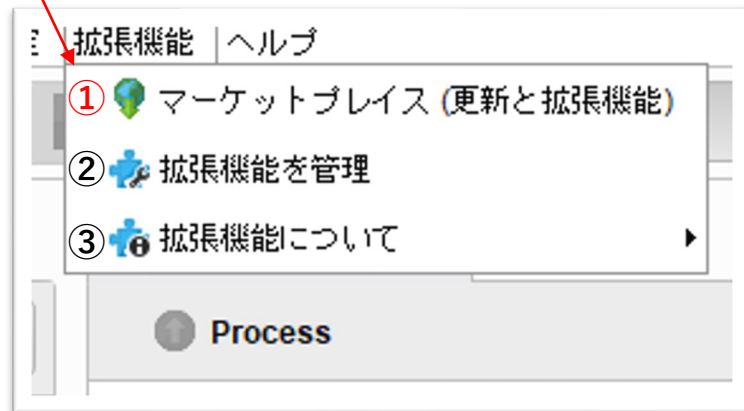 拡張機能 ヘルプ
① マーケットプレイス (更新と拡張機能)
② 拡張機能を管理
③ 拡張機能について
Process